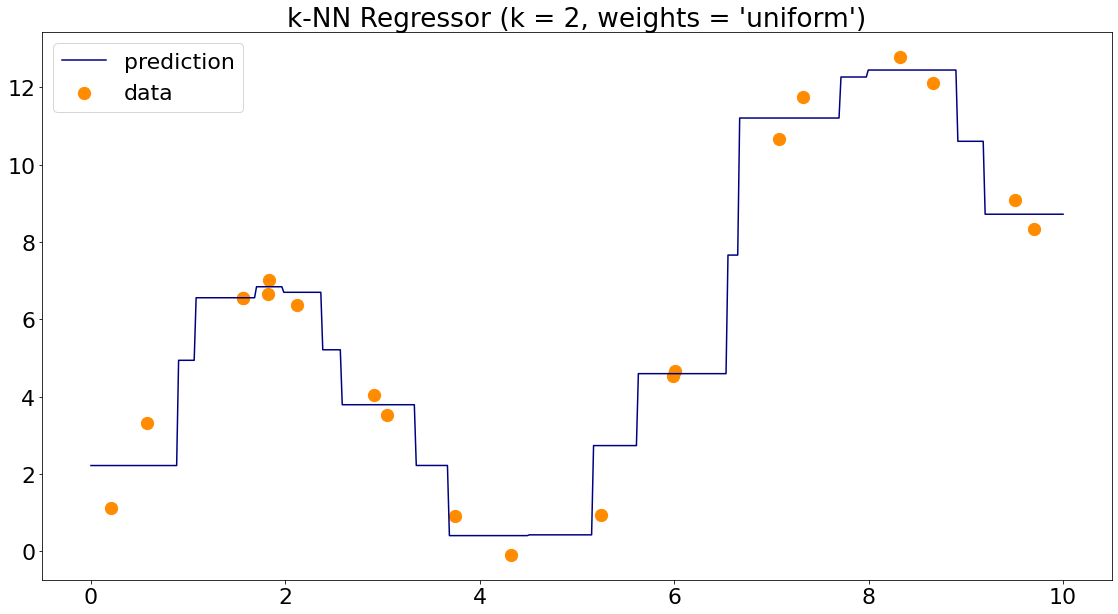 k-NN Regressor (k = 2, weights = 'uniform')
prediction
data
12
10
8
6
4
2
0
0 2 4 6 8 10